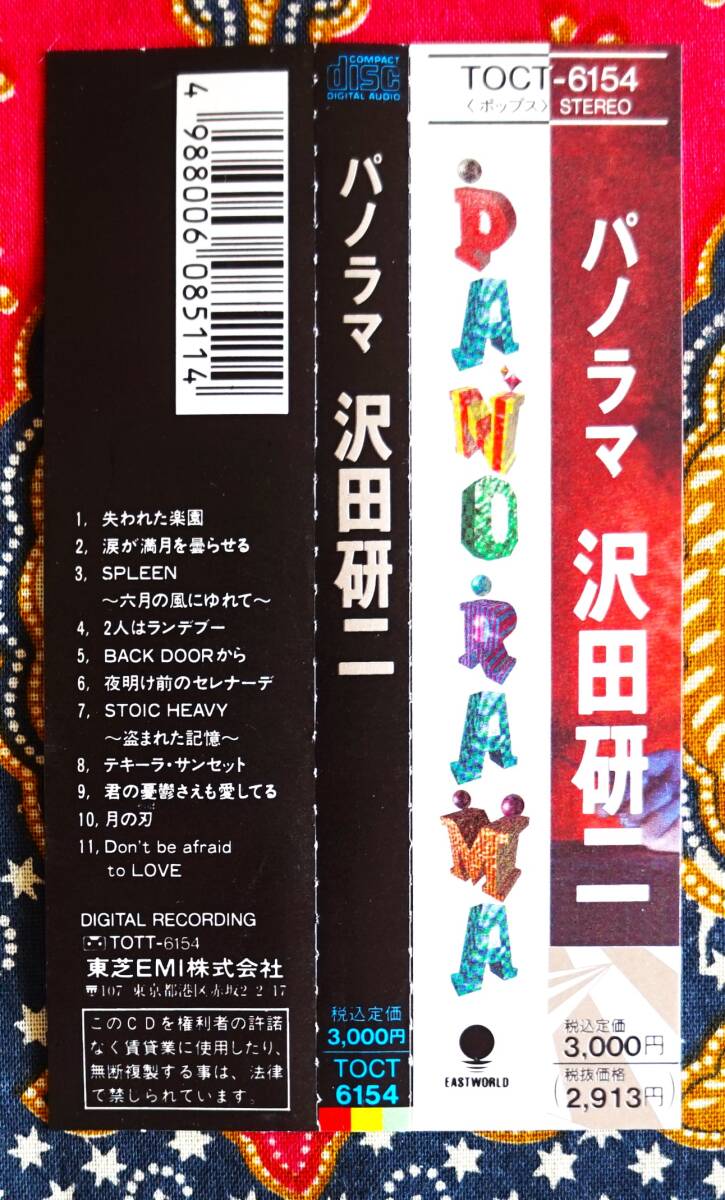 4 988006 085114
1, 失われた楽園
2, 涙が満月を曇らせる
3, SPLEEN
～六月の風にゆれて～
4, 2人はランデブー
5, BACK DOORから
6, 夜明け前のセレナーデ
7, STOIC HEAVY
～盗まれた記憶～
8, テキーラ・サンセット
9, 君の憂鬱さえも愛してる
10, 月の刃
11, Don't be afraid
to LOVE
DIGITAL RECORDING
TOTT-6154
東芝EMI株式会社
〒107 東京都港区赤坂2-2-17
このCDを権利者の許諾
なく賃貸業に使用したり、
無断複製する事は、法律
で禁じられています。
COMPACT
disc
DIGITAL AUDIO
パノラマ 沢田研二
税込定価
3,000円
TOCT
6154
TOCT-6154
〈ポップス〉 STEREO
PANORAMA
EASTWORLD
パノラマ 沢田研二
税込定価
3,000円
税抜価格
(2,913円)